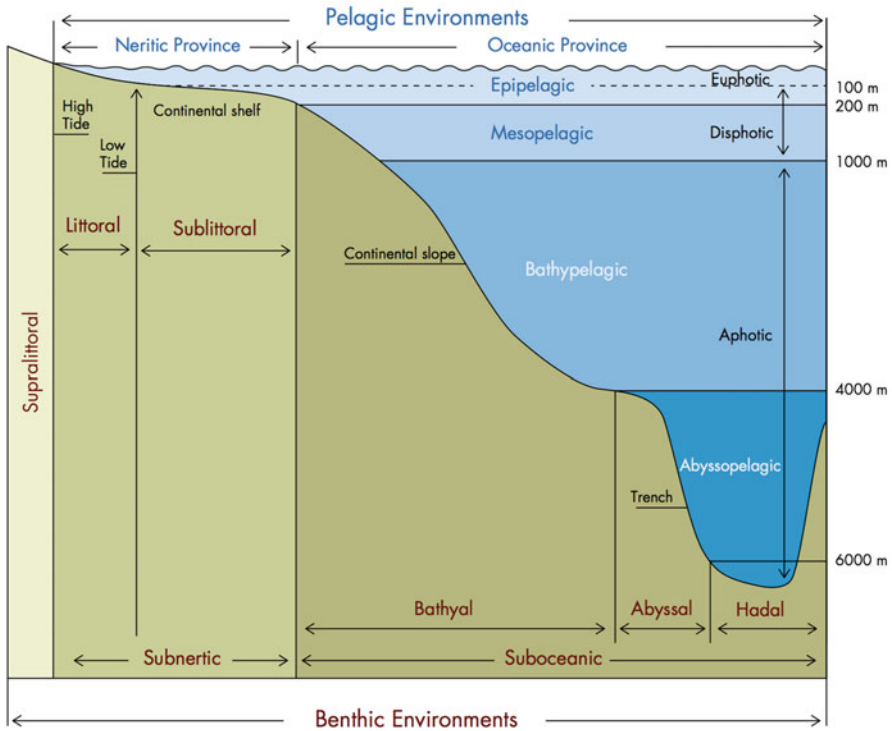 Pelagic Environments
Neritic Province
Oceanic Province
Epipelagic
Euphotic
100 m
200 m
High
Tide
Continental shelf
Low
Tide
Mesopelagic
Disphotic
1000 m
Littoral
Sublittoral
Continental slope
Bathypelagic
Aphotic
Supralittoral
4000 m
Abyssopelagic
Trench
6000 m
Bathyal
Abyssal
Hadal
Subnertic
Suboceanic
Benthic Environments